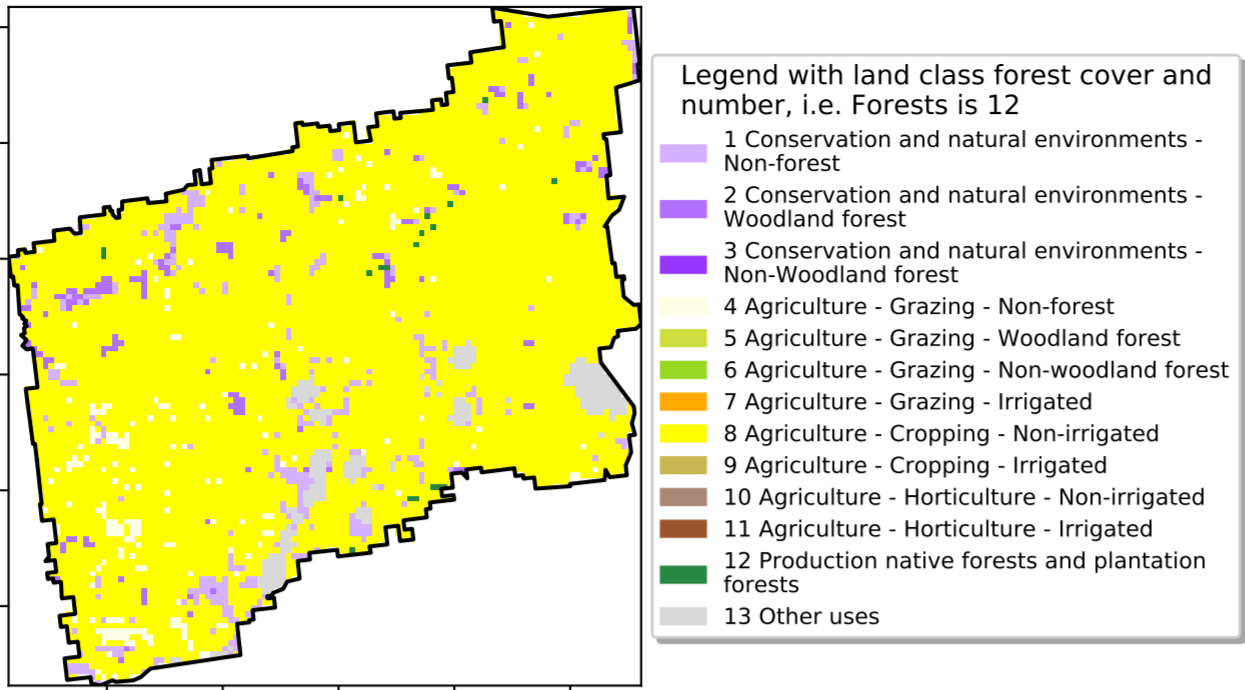 Legend with land class forest cover and
number, i.e. Forests is 12
1 Conservation and natural environments -
Non-forest
2 Conservation and natural environments -
Woodland forest
3 Conservation and natural environments -
Non-Woodland forest
4 Agriculture - Grazing - Non-forest
5 Agriculture - Grazing - Woodland forest
6 Agriculture - Grazing - Non-woodland forest
7 Agriculture - Grazing - Irrigated
8 Agriculture - Cropping - Non-irrigated
9 Agriculture - Cropping - Irrigated
10 Agriculture - Horticulture - Non-irrigated
11 Agriculture - Horticulture - Irrigated
12 Production native forests and plantation
forests
13 Other uses